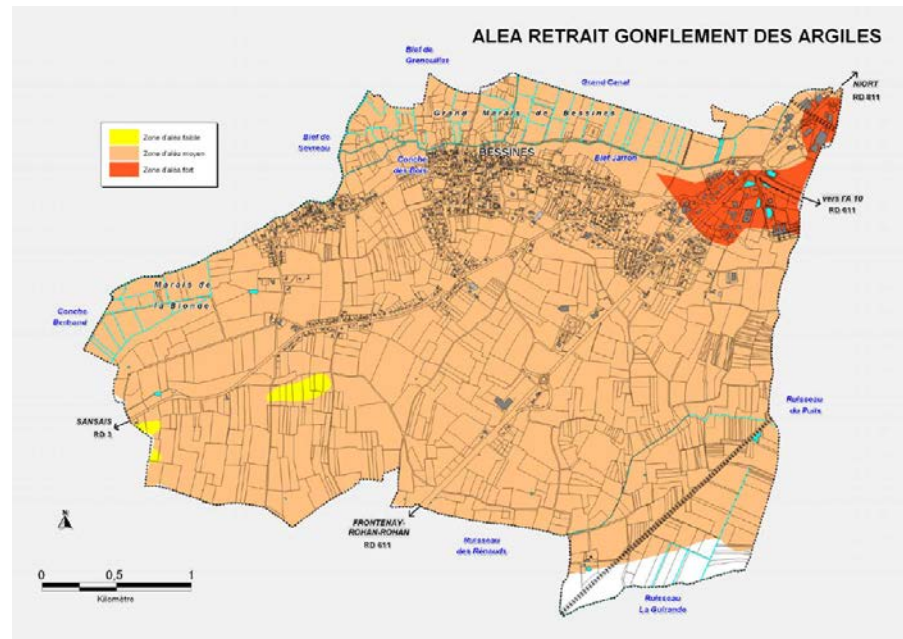 ALEA RETRAIT GONFLEMENT DES ARGILES
Bief de
Grenouillas
Grand Canal
NIORT
RD 811
Zone d'aléa faible
Zone d'aléa moyen
Zone d'aléa fort
Grand Marais de Bessines
Bief de
Sevreau
Conche
des Bois
BESSINES
Bief Jarron
vers l'A 10
RD 611
Marais de
la Blonde
Conche
Bertrand
SANSAIS
RD 3
Ruisseau
du Puits
N
FRONTENAY-
ROHAN-ROHAN
RD 611
Ruisseau
des Rénouds
0 0,5 1
Kilomètre
Ruisseau
La Guirande